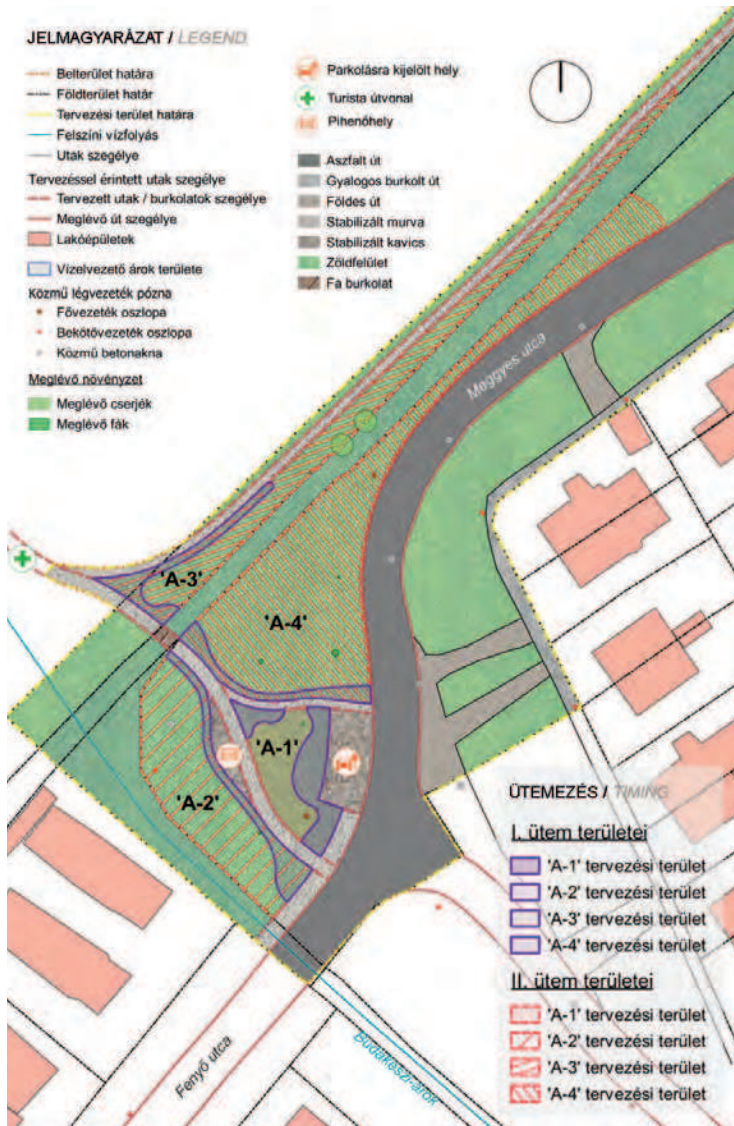 JELMAGYARÁZAT / LEGEND
Belterület határa
Földterület határ
Tervezési terület határa
Felszíni vízfolyás
Utak szegélye
Tervezéssel érintett utak szegélye
Tervezett utak / burkolatok szegélye
Meglévő út szegélye
Lakóépületek
Vízelvezető árok területe
Közmű légvezeték pózna
Fővezeték oszlopa
Bekötővezeték oszlopa
Közmű betonakna
Meglévő növényzet
Meglévő cserjék
Meglévő fák
Parkolásra kijelölt hely
Turista útvonal
Pihenőhely
Aszfalt út
Gyalogos burkolt út
Földes út
Stabilizált murva
Stabilizált kavics
Zöldfelület
Fa burkolat
Meggyes utca
'A-3'
'A-4'
'A-1'
'A-2'
Fenyő utca
Budakeszi-árok
ÜTEMEZÉS / TIMING
I. ütem területei
'A-1' tervezési terület
'A-2' tervezési terület
'A-3' tervezési terület
'A-4' tervezési terület
II. ütem területei
'A-1' tervezési terület
'A-2' tervezési terület
'A-3' tervezési terület
'A-4' tervezési terület